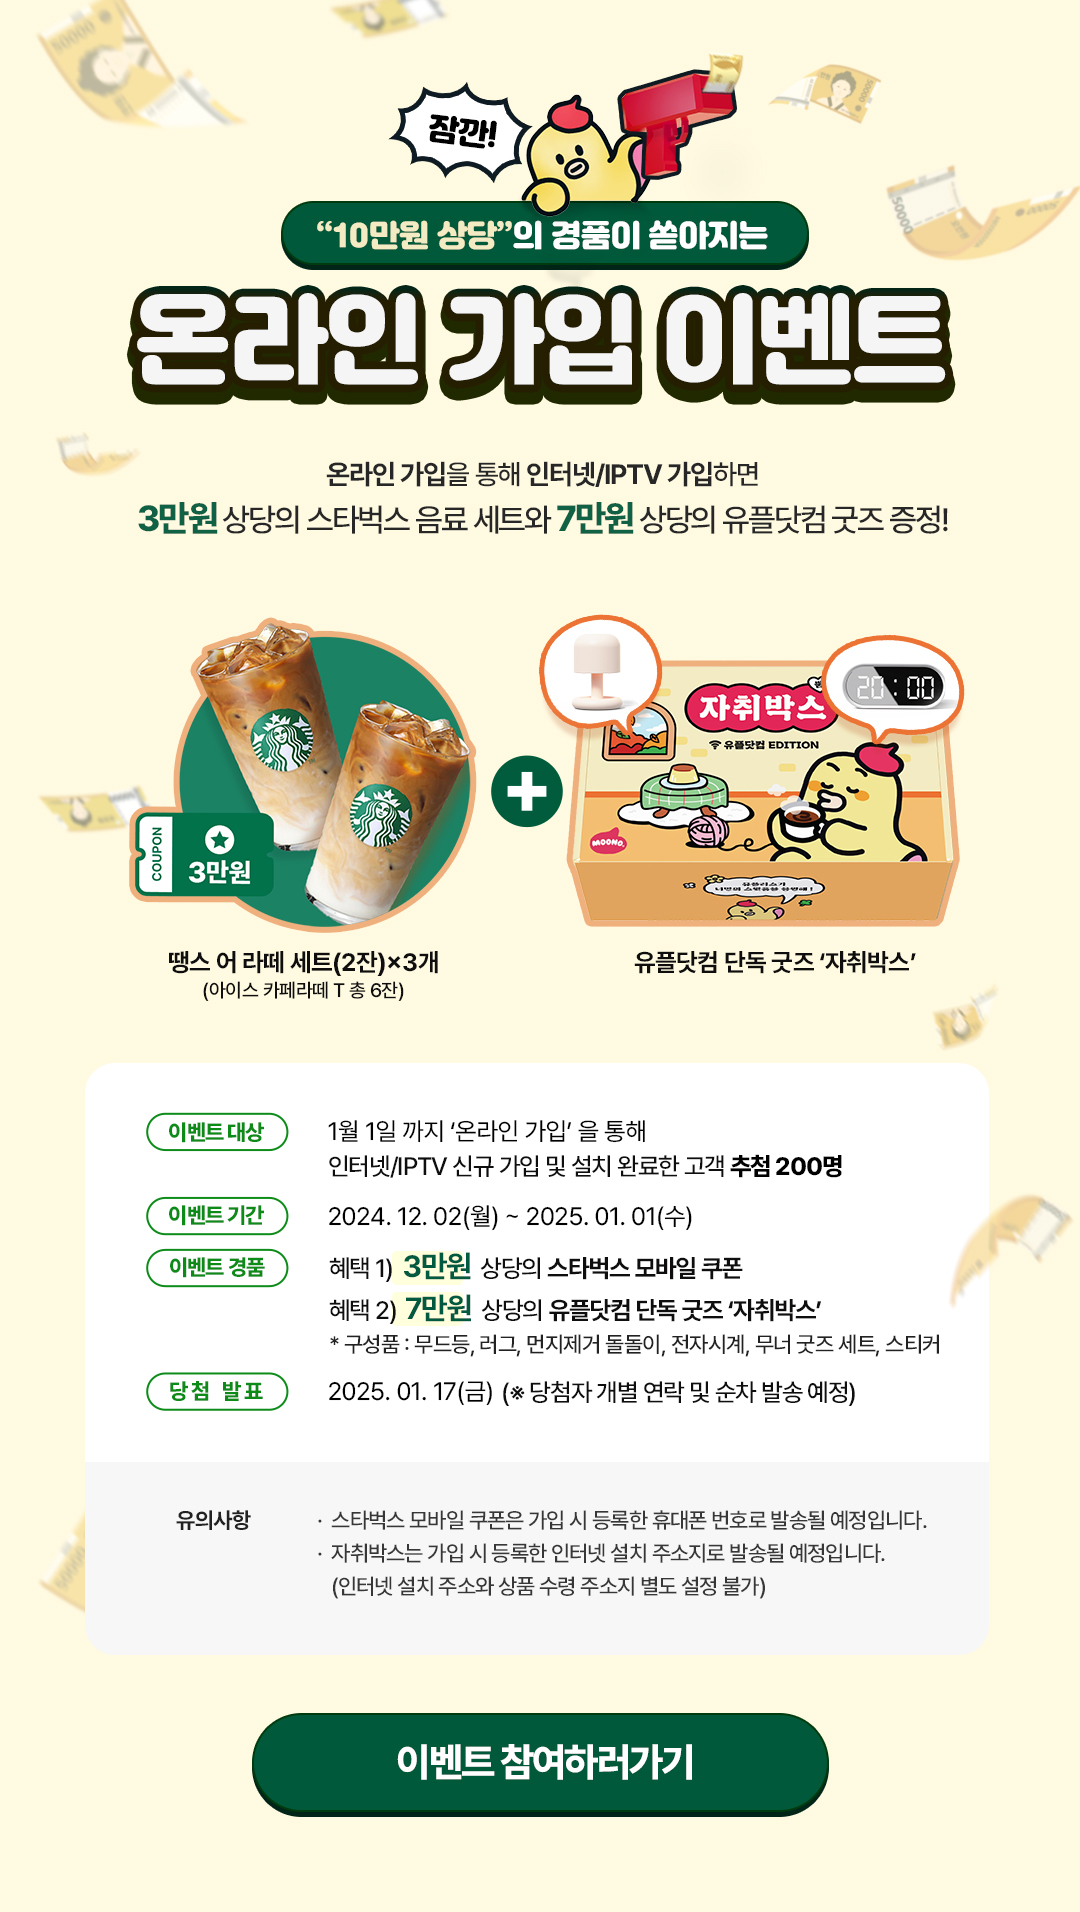 잠깐!
“10만원 상당”의 경품이 쏟아지는
온라인 가입 이벤트
온라인 가입을 통해 인터넷/IPTV 가입하면
3만원 상당의 스타벅스 음료 세트와 7만원 상당의 유플닷컴 굿즈 증정!
20:00
자취박스
유플닷컴 EDITION
COUPON
3만원
MOONO.
땡스 어 라떼 세트(2잔)×3개
(아이스 카페라떼 T 총 6잔)
유플닷컴 단독 굿즈 ‘자취박스’
이벤트 대상
1월 1일 까지 ‘온라인 가입’ 을 통해
인터넷/IPTV 신규 가입 및 설치 완료한 고객 추첨 200명
이벤트 기간
2024. 12. 02(월) ~ 2025. 01. 01(수)
이벤트 경품
혜택 1) 3만원 상당의 스타벅스 모바일 쿠폰
혜택 2) 7만원 상당의 유플닷컴 단독 굿즈 ‘자취박스’
* 구성품 : 무드등, 러그, 먼지제거 돌돌이, 전자시계, 무너 굿즈 세트, 스티커
당첨 발표
2025. 01. 17(금) (※ 당첨자 개별 연락 및 순차 발송 예정)
유의사항
· 스타벅스 모바일 쿠폰은 가입 시 등록한 휴대폰 번호로 발송될 예정입니다.
· 자취박스는 가입 시 등록한 인터넷 설치 주소지로 발송될 예정입니다.
(인터넷 설치 주소와 상품 수령 주소지 별도 설정 불가)
이벤트 참여하러가기